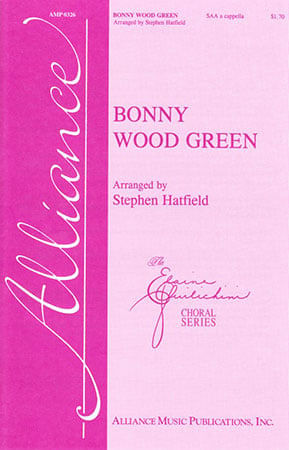 AMP 0326
BONNY WOOD GREEN
Arranged by Stephen Hatfield
SAA a cappella
$1.70
Alliance
BONNY
WOOD GREEN
Arranged by
Stephen Hatfield
The
Elaine
Quilichini
CHORAL
SERIES
ALLIANCE MUSIC PUBLICATIONS, INC.